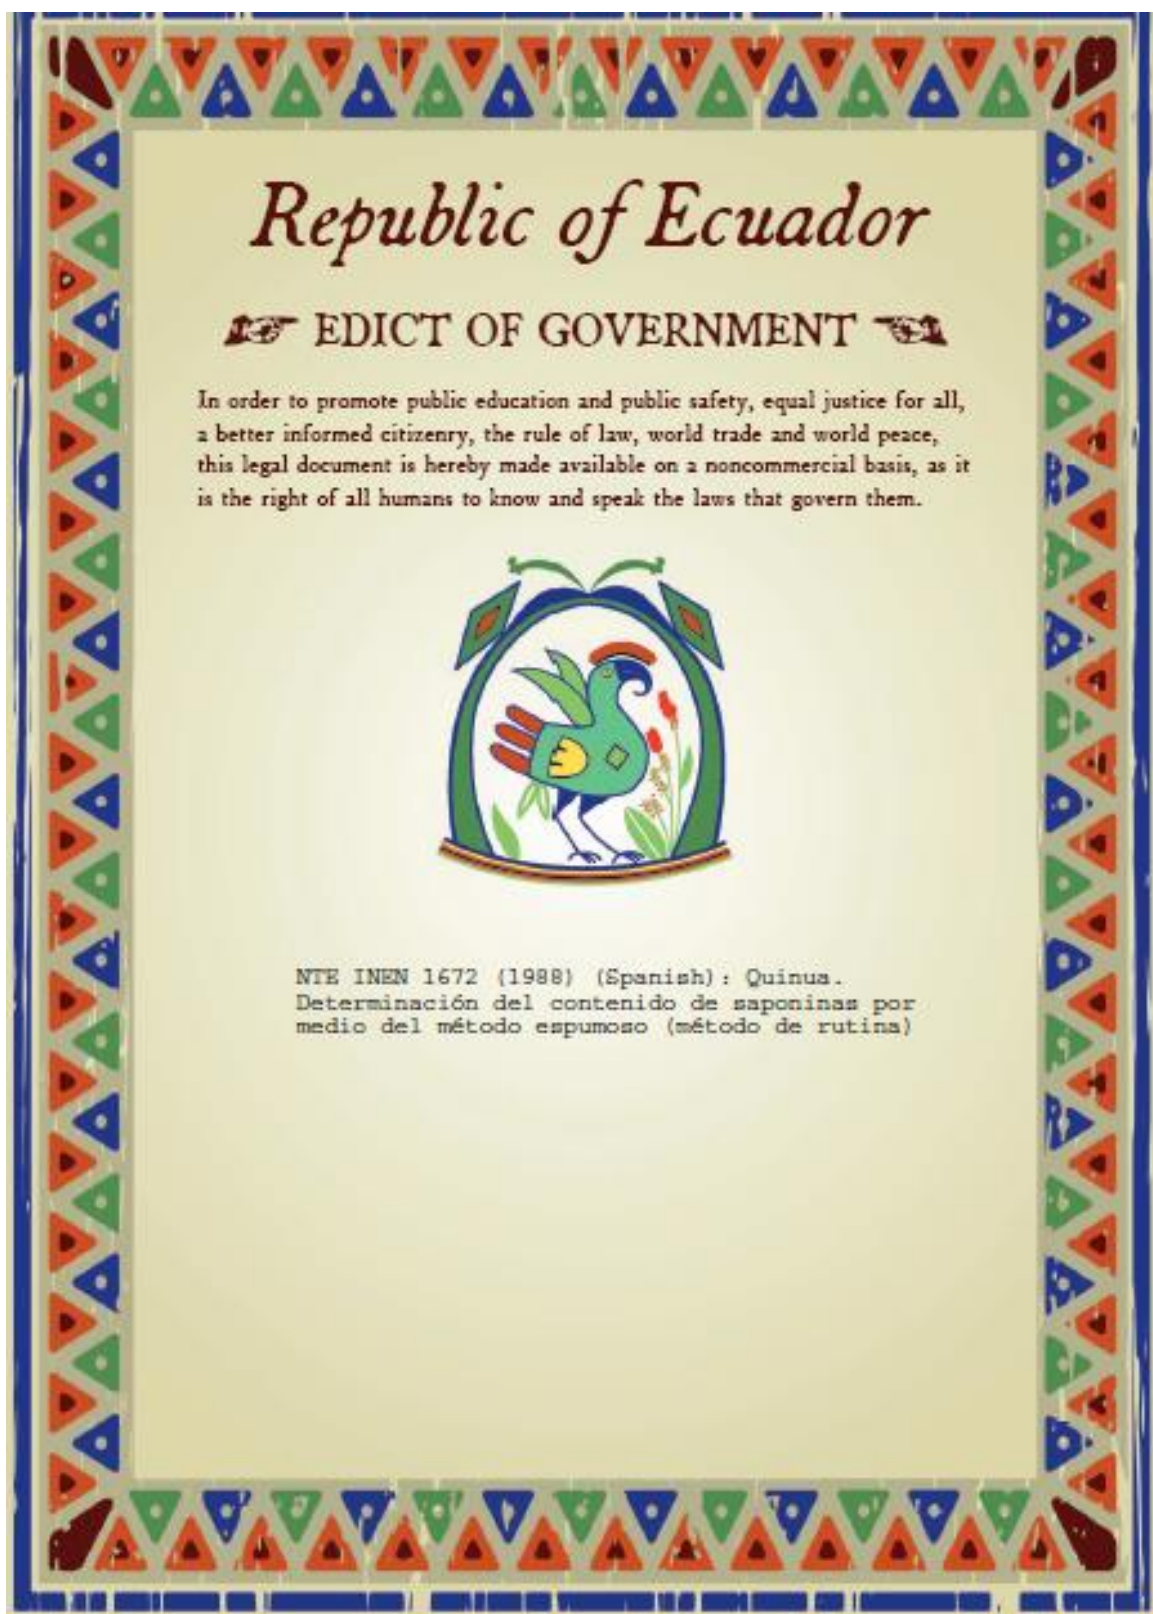 Republic of Ecuador
EDICT OF GOVERNMENT
In order to promote public education and public safety, equal justice for all,
a better informed citizenry, the rule of law, world trade and world peace,
this legal document is hereby made available on a noncommercial basis, as it
is the right of all humans to know and speak the laws that govern them.
NTE INEN 1672 (1988) (Spanish): Quinua.
Determinación del contenido de saponinas por
medio del método espumoso (método de rutina)